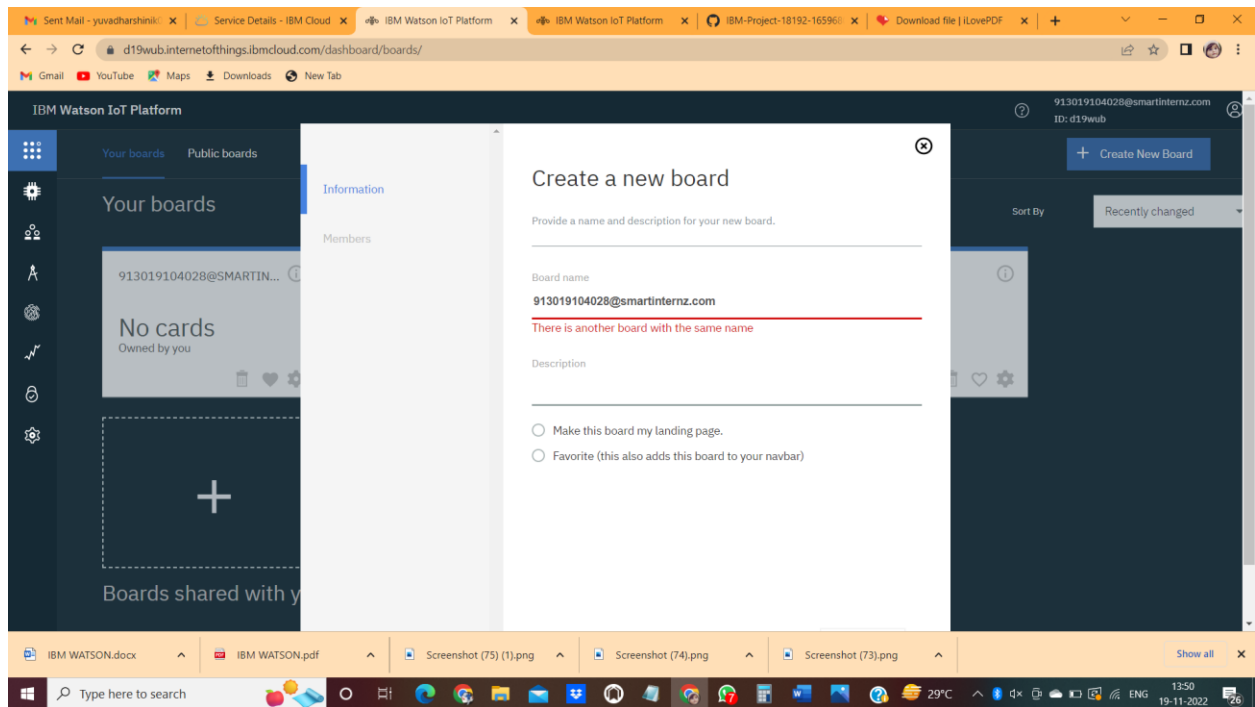 Sent Mail - yuvadharshinik
Service Details - IBM Cloud
IBM Watson IoT Platform
IBM Watson IoT Platform
IBM-Project-18192-165968
Download file | iLovePDF
d19wub.internetofthings.ibmcloud.com/dashboard/boards/
Gmail YouTube Maps Downloads New Tab
IBM Watson IoT Platform
913019104028@smartinternz.com
ID: d19wub
Your boards Public boards
Create New Board
Your boards
Sort By Recently changed
913019104028@SMARTIN...
No cards
Owned by you
Boards shared with y
Information
Members
Create a new board
Provide a name and description for your new board.
Board name
913019104028@smartinternz.com
There is another board with the same name
Description
Make this board my landing page.
Favorite (this also adds this board to your navbar)
IBM WATSON.docx
IBM WATSON.pdf
Screenshot (75) (1).png
Screenshot (74).png
Screenshot (73).png
Show all
Type here to search
29°C
ENG
13:50
19-11-2022
26